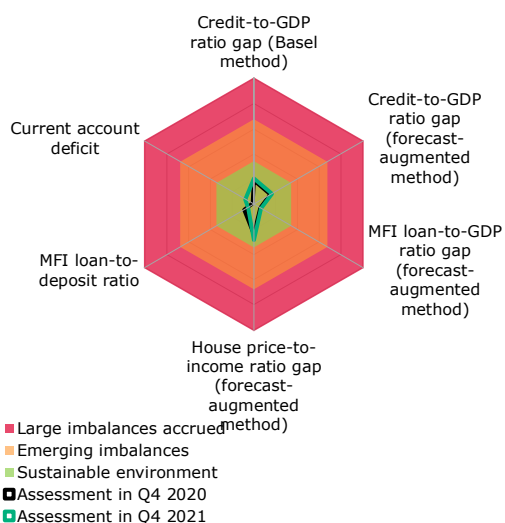 Credit-to-GDP
ratio gap (Basel
method)
Credit-to-GDP
ratio gap
(forecast-
augmented
method)
MFI loan-to-GDP
ratio gap
(forecast-
augmented
method)
House price-to-
income ratio gap
(forecast-
augmented
method)
MFI loan-to-
deposit ratio
Current account
deficit
Large imbalances accrued
Emerging imbalances
Sustainable environment
Assessment in Q4 2020
Assessment in Q4 2021